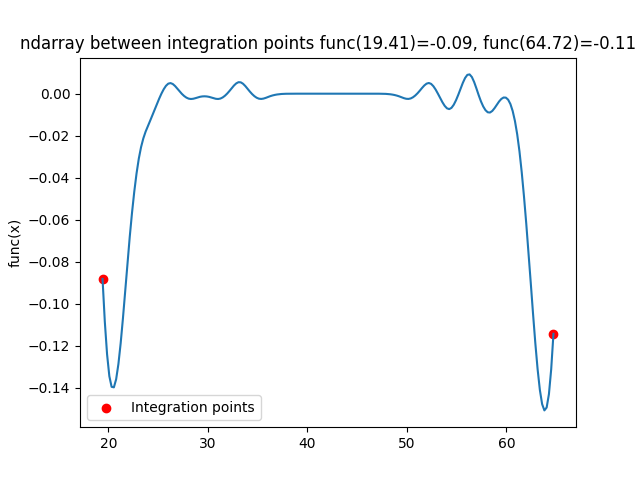 ndarray between integration points func(19.41)=-0.09, func(64.72)=-0.11
0.00
−0.02
−0.04
−0.06
−0.08
−0.10
−0.12
−0.14
func(x)
Integration points
20 30 40 50 60